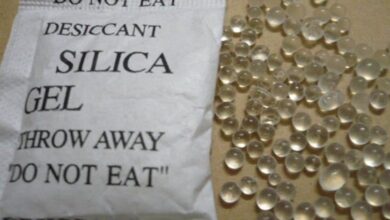 DO NOT EAT
DESICCANT
SILICA
GEL
THROW AWAY
"DO NOT EAT"